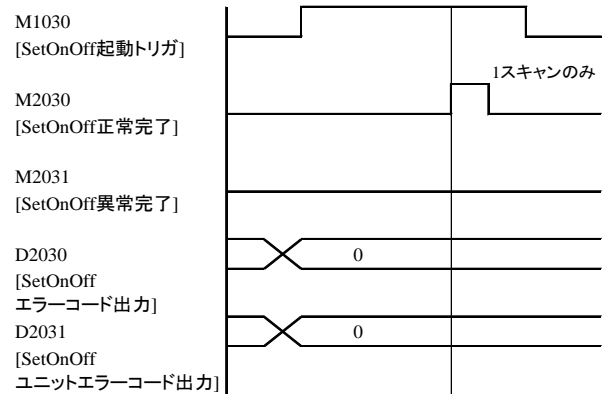 M1030
[SetOnOff起動トリガ]
1スキャンのみ
M2030
[SetOnOff正常完了]
M2031
[SetOnOff異常完了]
D2030
0
[SetOnOff
エラーコード出力]
D2031
0
[SetOnOff
ユニットエラーコード出力]